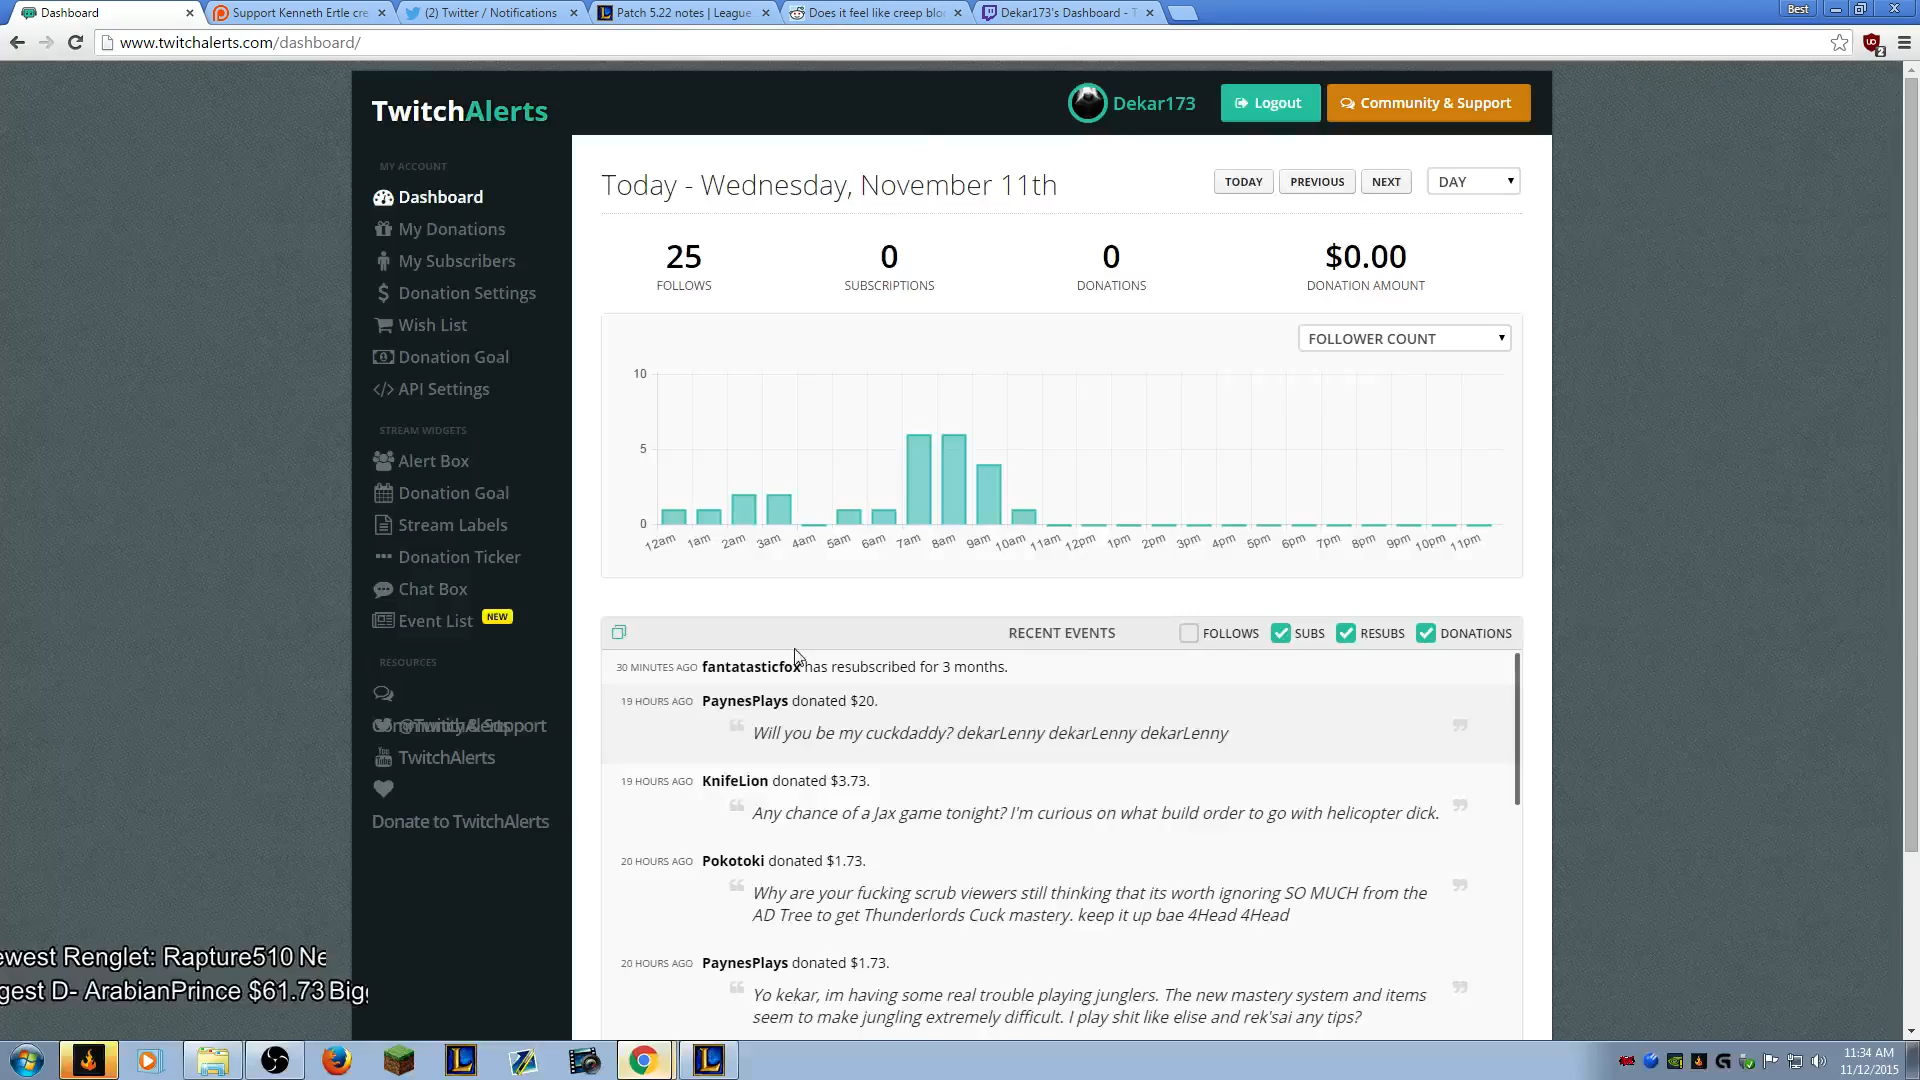 Dashboard
Support Kenneth Ertle cre
(2) Twitter / Notifications
Patch 5.22 notes | League
Does it feel like creep blo
Dekar173's Dashboard - T
Best
www.twitchalerts.com/dashboard/
TwitchAlerts
Dekar173
Logout
Community & Support
MY ACCOUNT
Dashboard
My Donations
My Subscribers
Donation Settings
Wish List
Donation Goal
API Settings
STREAM WIDGETS
Alert Box
Donation Goal
Stream Labels
Donation Ticker
Chat Box
Event List NEW
RESOURCES
Community & Support
@TwitchAlerts
TwitchAlerts
Donate to TwitchAlerts
Today - Wednesday, November 11th
TODAY
PREVIOUS
NEXT
DAY
25
FOLLOWS
0
SUBSCRIPTIONS
0
DONATIONS
$0.00
DONATION AMOUNT
FOLLOWER COUNT
10
5
0
12am 1am 2am 3am 4am 5am 6am 7am 8am 9am 10am 11am 12pm 1pm 2pm 3pm 4pm 5pm 6pm 7pm 8pm 9pm 10pm 11pm
RECENT EVENTS
FOLLOWS
SUBS
RESUBS
DONATIONS
30 MINUTES AGO fantatasticfox has resubscribed for 3 months.
19 HOURS AGO PaynesPlays donated $20.
Will you be my cuckdaddy? dekarLenny dekarLenny dekarLenny
19 HOURS AGO KnifeLion donated $3.73.
Any chance of a Jax game tonight? I'm curious on what build order to go with helicopter dick.
20 HOURS AGO Pokotoki donated $1.73.
Why are your fucking scrub viewers still thinking that its worth ignoring SO MUCH from the
AD Tree to get Thunderlords Cuck mastery. keep it up bae 4Head 4Head
20 HOURS AGO PaynesPlays donated $1.73.
Yo kekar, im having some real trouble playing junglers. The new mastery system and items
seem to make jungling extremely difficult. I play shit like elise and rek'sai any tips?
ewest Renglet: Rapture510 Ne
gest D- ArabianPrince $61.73 Bigg
11:34 AM
11/12/2015